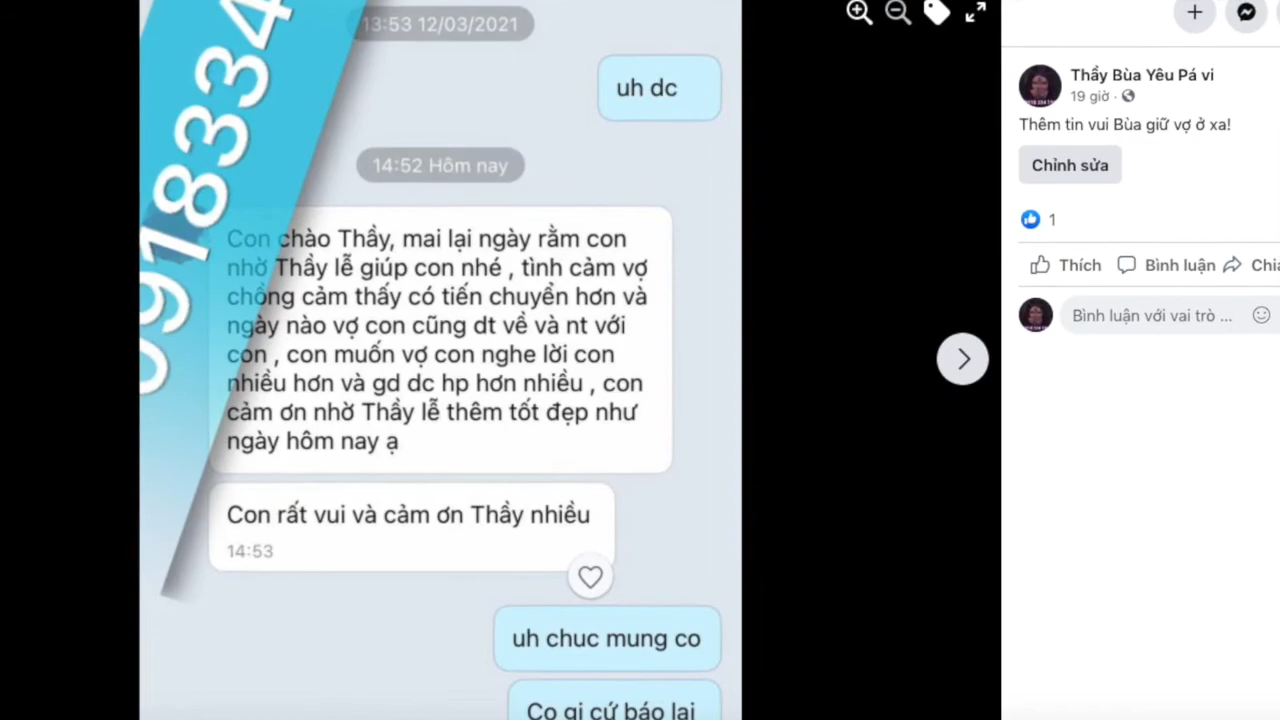 13:53 12/03/2021
uh dc
14:52 Hôm nay
Con chào Thầy, mai lại ngày rằm con
nhờ Thầy lễ giúp con nhé , tình cảm vợ
chồng cảm thấy có tiến chuyển hơn và
ngày nào vợ con cũng dt về và nt với
con , con muốn vợ con nghe lời con
nhiều hơn và gd dc hp hơn nhiều , con
cảm ơn nhờ Thầy lễ thêm tốt đẹp như
ngày hôm nay ạ
Con rất vui và cảm ơn Thầy nhiều
14:53
uh chuc mung co
Co gi cứ báo lai
0918334
Thầy Bùa Yêu Pá vi
19 giờ ·
Thêm tin vui Bùa giữ vợ ở xa!
Chỉnh sửa
1
Thích Bình luận Chia
Bình luận với vai trò ...